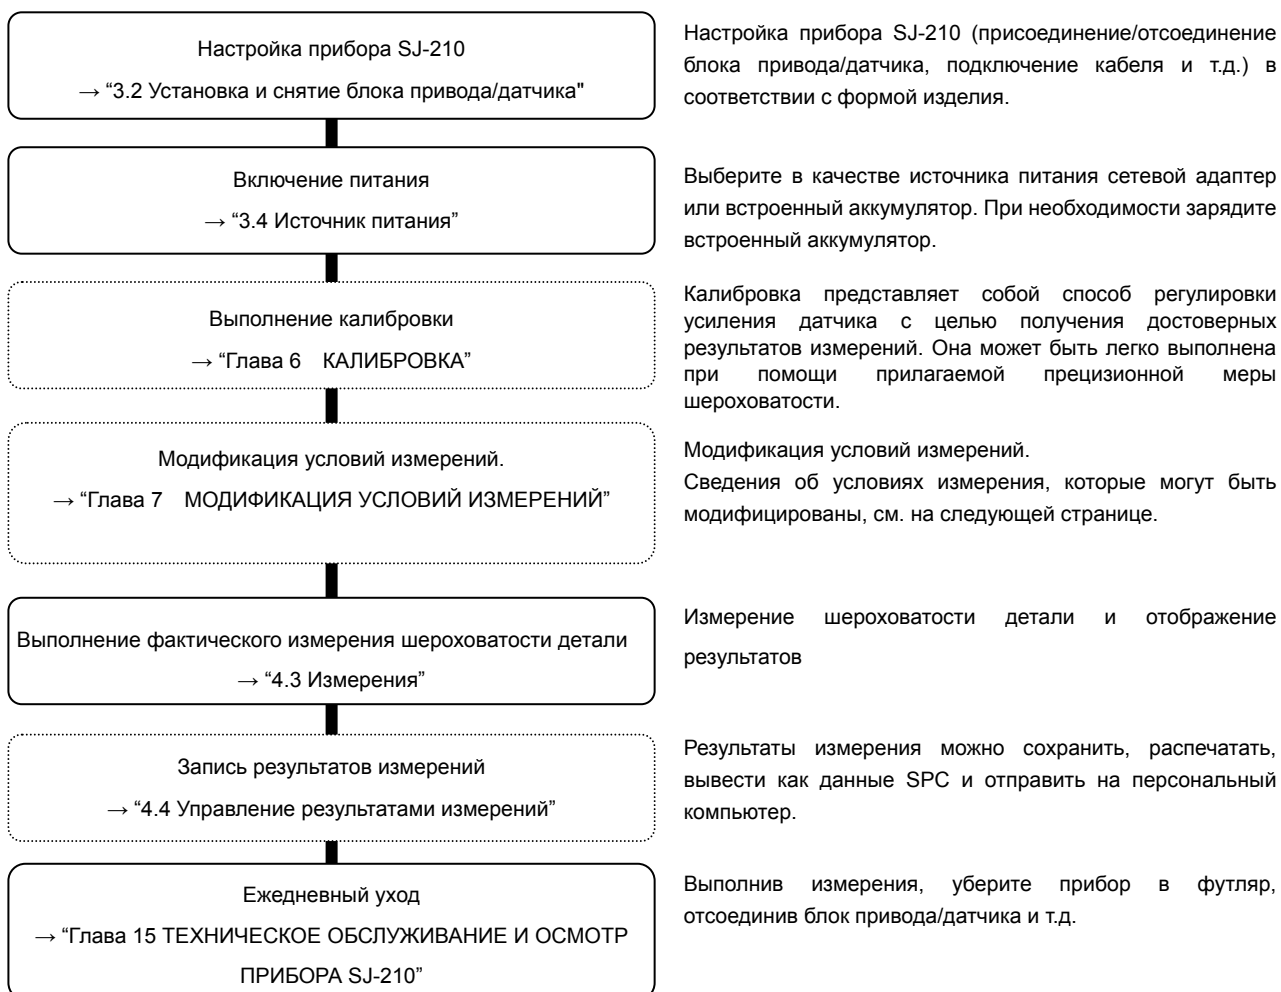 Настройка прибора SJ-210
→ “3.2 Установка и снятие блока привода/датчика"
Настройка прибора SJ-210 (присоединение/отсоединение
блока привода/датчика, подключение кабеля и т.д.) в
соответствии с формой изделия.
Включение питания
→ “3.4 Источник питания”
Выберите в качестве источника питания сетевой адаптер
или встроенный аккумулятор. При необходимости зарядите
встроенный аккумулятор.
Выполнение калибровки
→ “Глава 6 КАЛИБРОВКА”
Калибровка представляет собой способ регулировки
усиления датчика с целью получения достоверных
результатов измерений. Она может быть легко выполнена
при помощи прилагаемой прецизионной меры
шероховатости.
Модификация условий измерений.
→ “Глава 7 МОДИФИКАЦИЯ УСЛОВИЙ ИЗМЕРЕНИЙ”
Модификация условий измерений.
Сведения об условиях измерения, которые могут быть
модифицированы, см. на следующей странице.
Выполнение фактического измерения шероховатости детали
→ “4.3 Измерения”
Измерение шероховатости детали и отображение
результатов
Запись результатов измерений
→ “4.4 Управление результатами измерений”
Результаты измерения можно сохранить, распечатать,
вывести как данные SPC и отправить на персональный
компьютер.
Ежедневный уход
→ “Глава 15 ТЕХНИЧЕСКОЕ ОБСЛУЖИВАНИЕ И ОСМОТР
ПРИБОРА SJ-210”
Выполнив измерения, уберите прибор в футляр,
отсоединив блок привода/датчика и т.д.